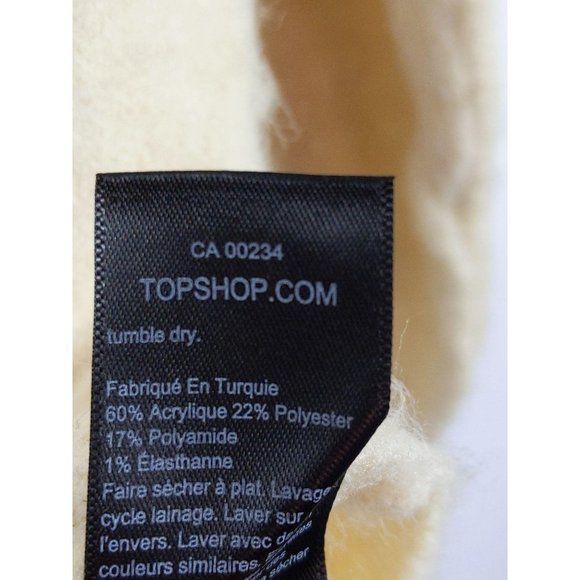 CA 00234
TOPSHOP.COM
tumble dry.
Fabriqué En Turquie
60% Acrylique 22% Polyester
17% Polyamide
1% Élasthanne
Faire sécher à plat. Lavage
cycle lainage. Laver sur
l'envers. Laver avec des
couleurs similaires.
sécher